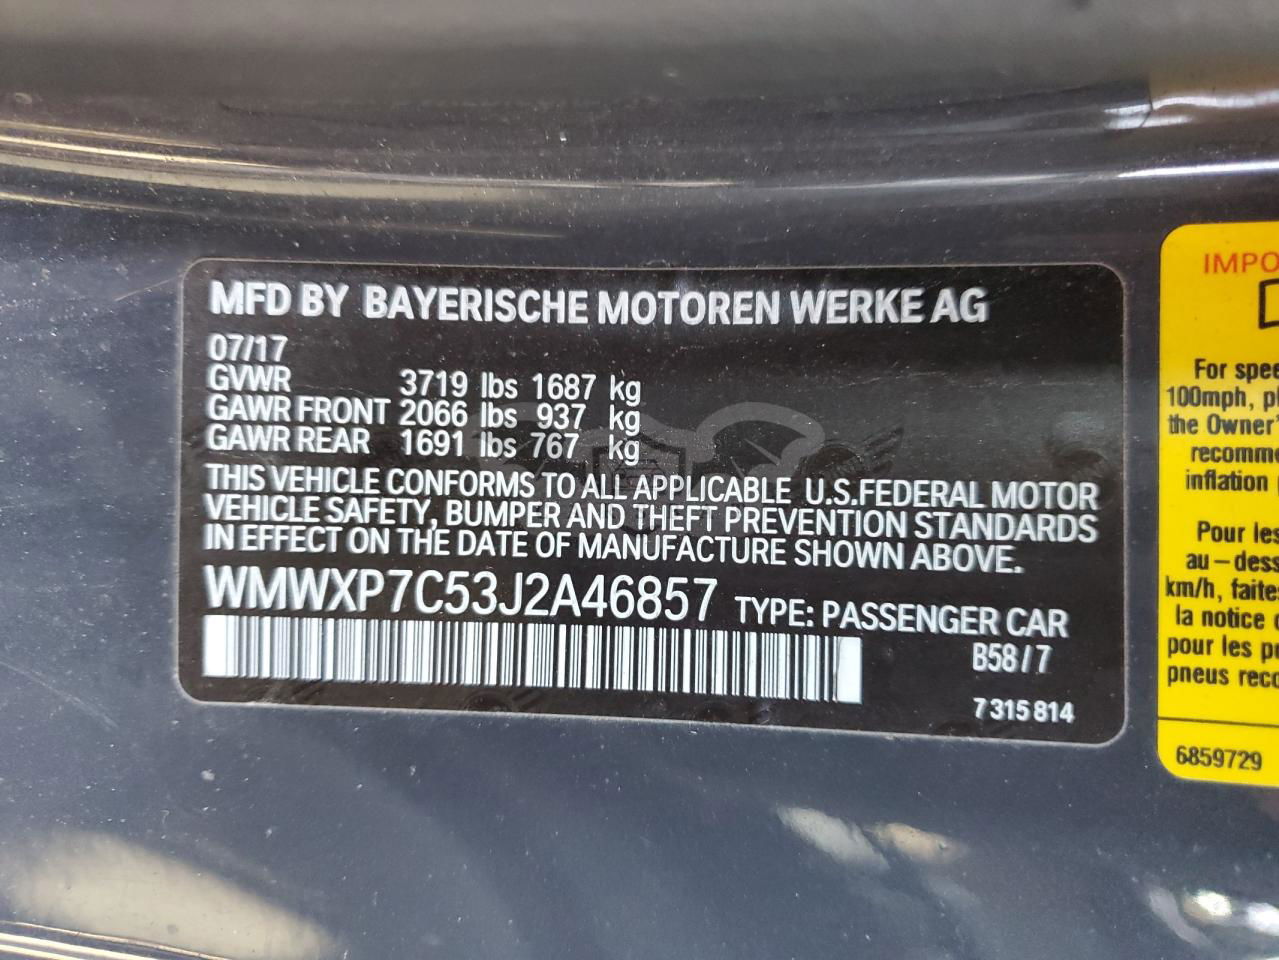 MFD BY BAYERISCHE MOTOREN WERKE AG
07/17
GVWR 3719 lbs 1687 kg
GAWR FRONT 2066 lbs 937 kg
GAWR REAR 1691 lbs 767 kg
THIS VEHICLE CONFORMS TO ALL APPLICABLE U.S.FEDERAL MOTOR
VEHICLE SAFETY, BUMPER AND THEFT PREVENTION STANDARDS
IN EFFECT ON THE DATE OF MANUFACTURE SHOWN ABOVE.
WMWXP7C53J2A46857 TYPE: PASSENGER CAR
B58/7
7 315 814
IMPO
For spee
100mph, pl
the Owner'
recomme
inflation
Pour les
au-dess
km/h, faites
la notice
pour les pu
pneus reco
6859729